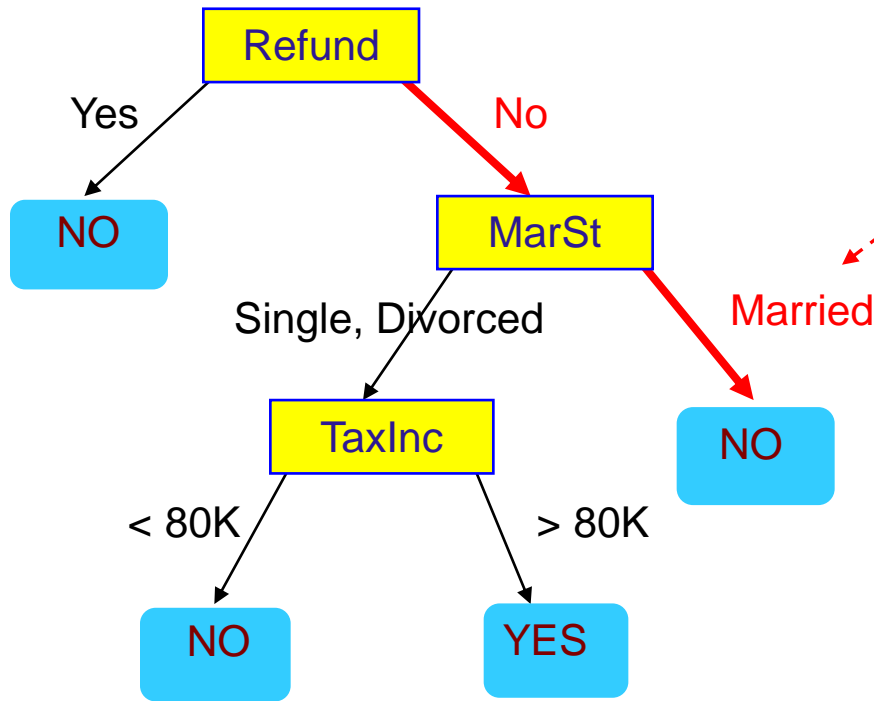 Refund
Yes
No
NO
MarSt
Single, Divorced
Married
TaxInc
NO
< 80K
> 80K
NO
YES